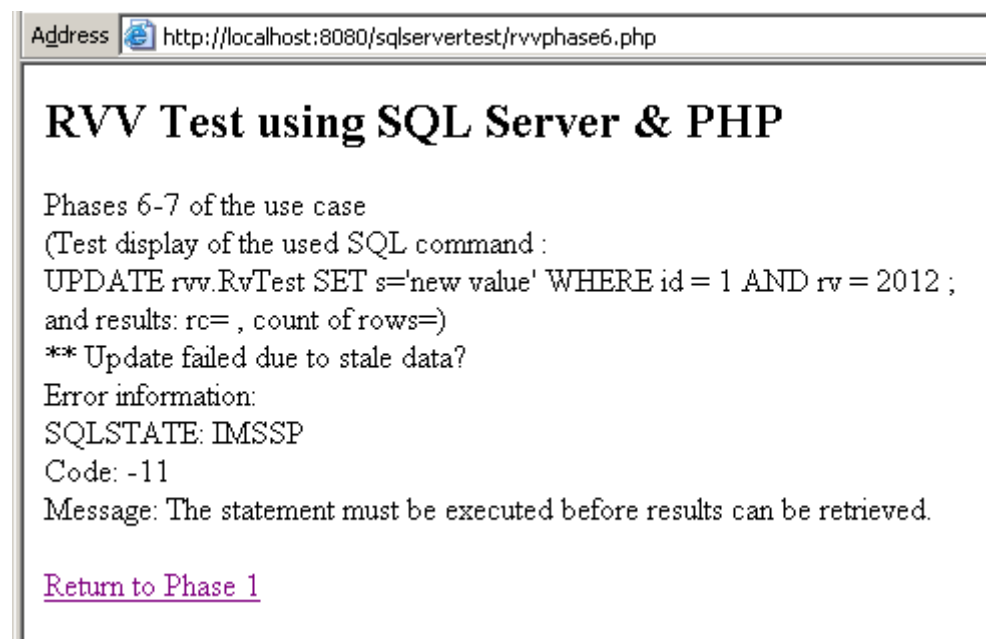 Address http://localhost:8080/sqlservertest/rvvphase6.php
RVV Test using SQL Server & PHP
Phases 6-7 of the use case
(Test display of the used SQL command :
UPDATE rvv.RvTest SET s='new value' WHERE id = 1 AND rv = 2012 ;
and results: rc= , count of rows=)
** Update failed due to stale data?
Error information:
SQLSTATE: IMSSP
Code: -11
Message: The statement must be executed before results can be retrieved.
Return to Phase 1